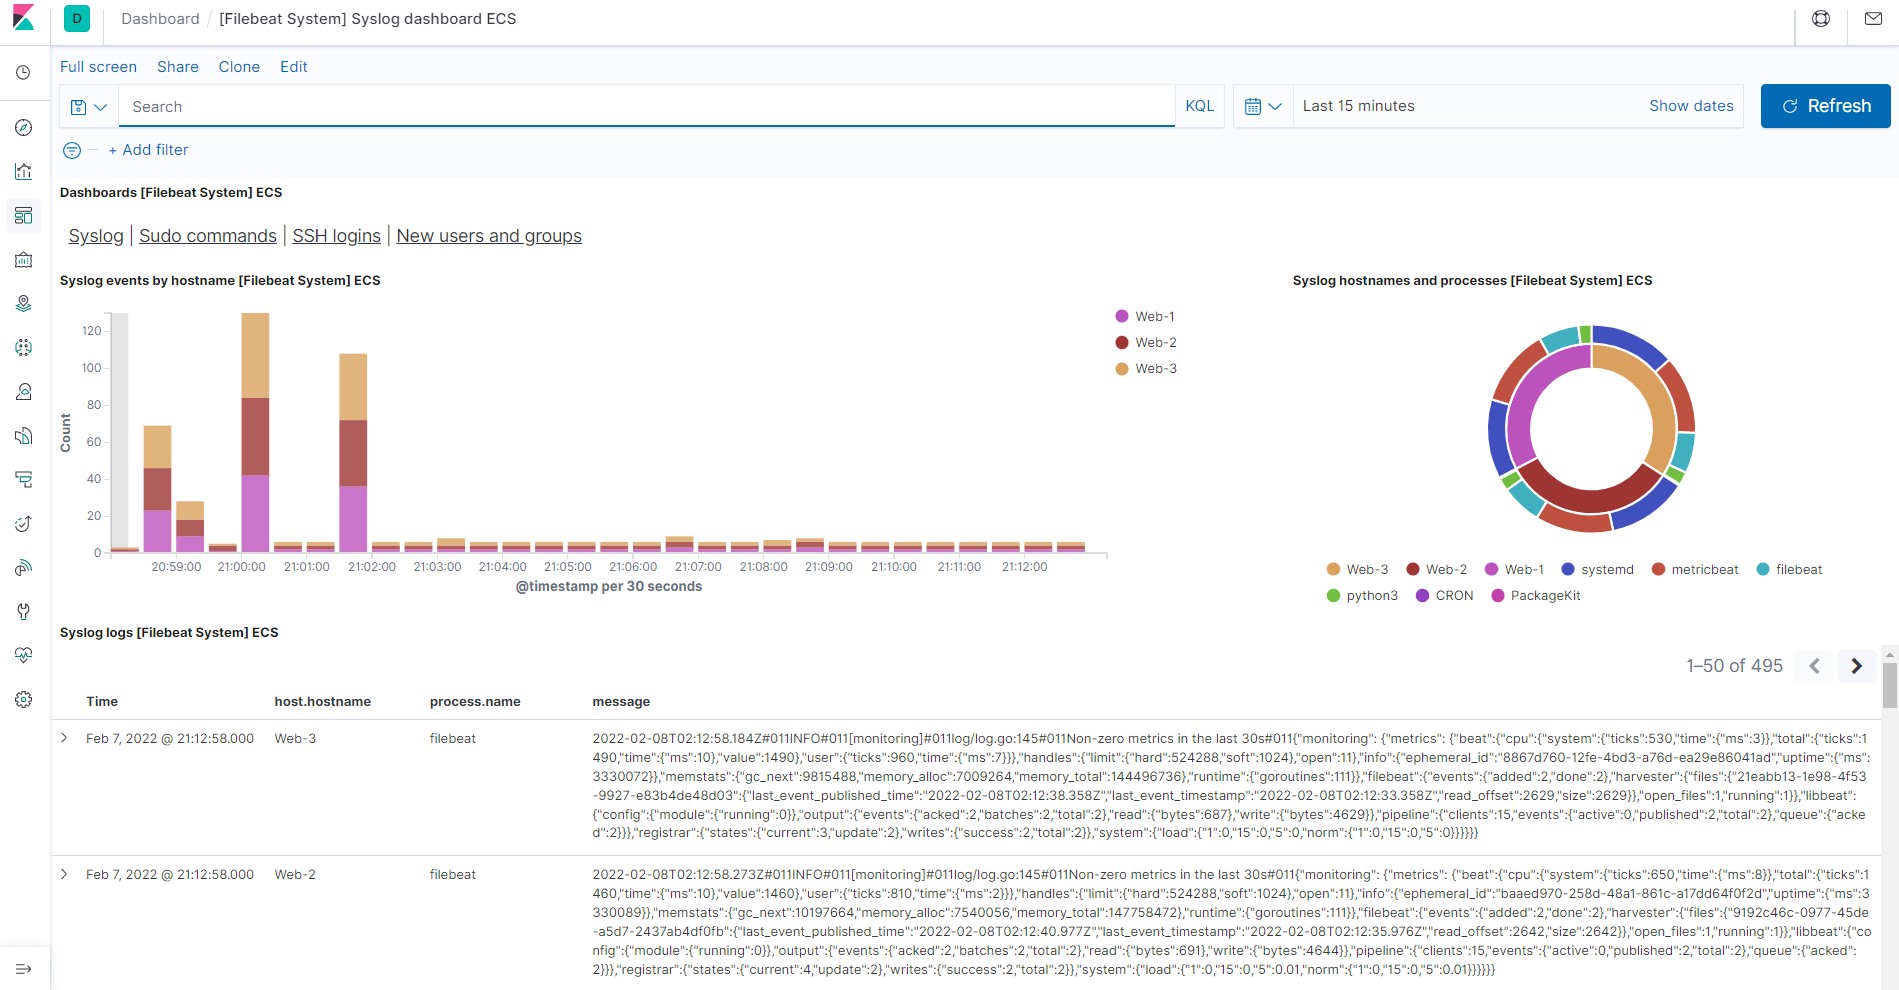 D
Dashboard / [Filebeat System] Syslog dashboard ECS
Full screen Share Clone Edit
Search KQL Last 15 minutes Show dates Refresh
+ Add filter
Dashboards [Filebeat System] ECS
Syslog | Sudo commands | SSH logins | New users and groups
Syslog events by hostname [Filebeat System] ECS
Count
120
100
80
60
40
20
0
20:59:00 21:00:00 21:01:00 21:02:00 21:03:00 21:04:00 21:05:00 21:06:00 21:07:00 21:08:00 21:09:00 21:10:00 21:11:00 21:12:00
@timestamp per 30 seconds
Web-1
Web-2
Web-3
Syslog hostnames and processes [Filebeat System] ECS
Web-3 Web-2 Web-1 systemd metricbeat filebeat
python3 CRON PackageKit
Syslog logs [Filebeat System] ECS
1–50 of 495
Time host.hostname process.name message
Feb 7, 2022 @ 21:12:58.000 Web-3 filebeat 2022-02-08T02:12:58.184Z#011INFO#011[monitoring]#011log/log.go:145#011Non-zero metrics in the last 30s#011{"monitoring": {"metrics": {"beat":{"cpu":{"system":{"ticks":530,"time":{"ms":3}},"total":{"ticks":1
490,"time":{"ms":10},"value":1490},"user":{"ticks":960,"time":{"ms":7}}},"handles":{"limit":{"hard":524288,"soft":1024},"open":11},"info":{"ephemeral_id":"8867d760-12fe-4bd3-a76d-ea29e86041ad","uptime":{"ms":
3330072}},"memstats":{"gc_next":9815488,"memory_alloc":7009264,"memory_total":144496736},"runtime":{"goroutines":111}},"filebeat":{"events":{"added":2,"done":2},"harvester":{"files":{"21eabb13-1e98-4f53
-9927-e83b4de48d03":{"last_event_published_time":"2022-02-08T02:12:38.358Z","last_event_timestamp":"2022-02-08T02:12:33.358Z","read_offset":2629,"size":2629}},"open_files":1,"running":1}},"libbeat":
{"config":{"module":{"running":0}},"output":{"events":{"acked":2,"batches":2,"total":2},"read":{"bytes":687},"write":{"bytes":4629}},"pipeline":{"clients":15,"events":{"active":0,"published":2,"total":2},"queue":{"acke
d":2}}},"registrar":{"states":{"current":3,"update":2},"writes":{"success":2,"total":2}},"system":{"load":{"1":0,"15":0,"5":0,"norm":{"1":0,"15":0,"5":0}}}}}}
Feb 7, 2022 @ 21:12:58.000 Web-2 filebeat 2022-02-08T02:12:58.273Z#011INFO#011[monitoring]#011log/log.go:145#011Non-zero metrics in the last 30s#011{"monitoring": {"metrics": {"beat":{"cpu":{"system":{"ticks":650,"time":{"ms":8}},"total":{"ticks":1
460,"time":{"ms":10},"value":1460},"user":{"ticks":810,"time":{"ms":2}}},"handles":{"limit":{"hard":524288,"soft":1024},"open":11},"info":{"ephemeral_id":"baaed970-258d-48a1-861c-a17dd64f0f2d","uptime":{"ms":3
330089}},"memstats":{"gc_next":10197664,"memory_alloc":7540056,"memory_total":147758472},"runtime":{"goroutines":111}},"filebeat":{"events":{"added":2,"done":2},"harvester":{"files":{"9192c46c-0977-45de
-a5d7-2437ab4df0fb":{"last_event_published_time":"2022-02-08T02:12:40.977Z","last_event_timestamp":"2022-02-08T02:12:35.976Z","read_offset":2642,"size":2642}},"open_files":1,"running":1}},"libbeat":{"co
nfig":{"module":{"running":0}},"output":{"events":{"acked":2,"batches":2,"total":2},"read":{"bytes":691},"write":{"bytes":4644}},"pipeline":{"clients":15,"events":{"active":0,"published":2,"total":2},"queue":{"acked":
2}}},"registrar":{"states":{"current":4,"update":2},"writes":{"success":2,"total":2}},"system":{"load":{"1":0,"15":0,"5":0.01,"norm":{"1":0,"15":0,"5":0.01}}}}}}